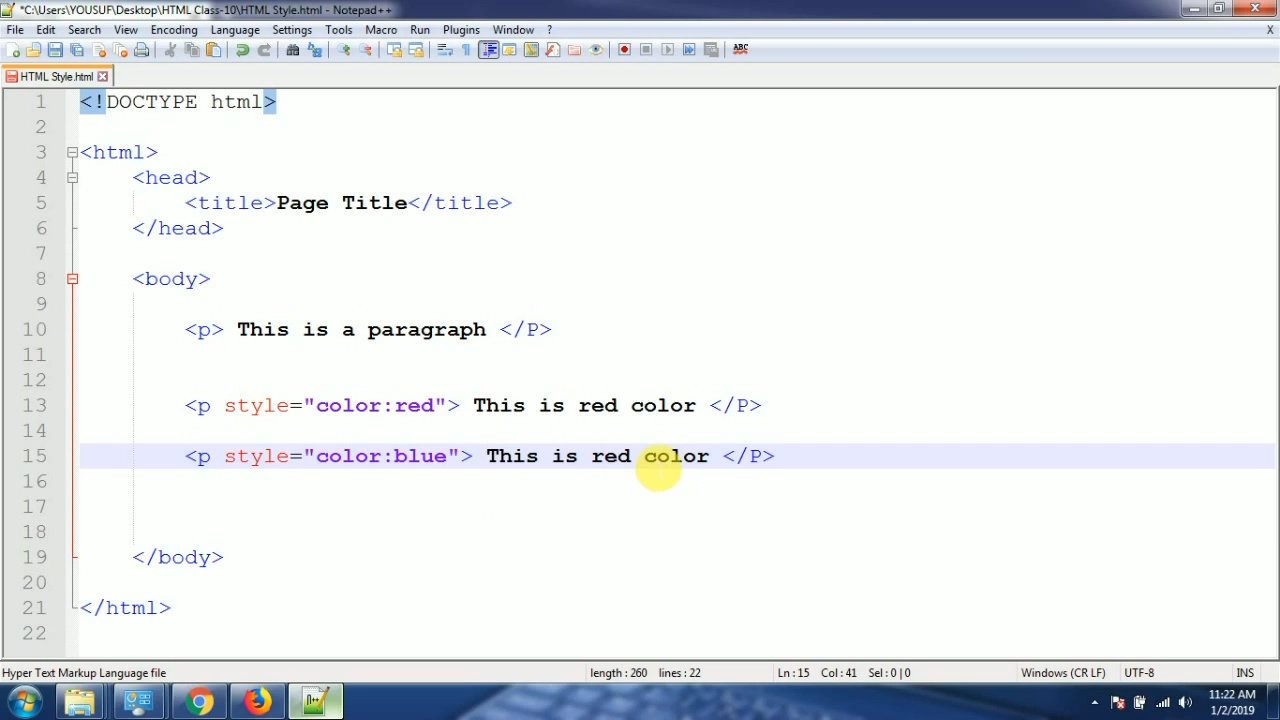 *C:\Users\YOUSUF\Desktop\HTML Class-10\HTML Style.html - Notepad++
File Edit Search View Encoding Language Settings Tools Macro Run Plugins Window ? X
ABC
HTML Style.html
1 <!DOCTYPE html>
2
3 <html>
4 <head>
5 <title>Page Title</title>
6 </head>
7
8 <body>
9
10 <p> This is a paragraph </P>
11
12
13 <p style="color:red"> This is red color </P>
14
15 <p style="color:blue"> This is red color </P>
16
17
18
19 </body>
20
21 </html>
22
Hyper Text Markup Language file length : 260 lines : 22 Ln : 15 Col : 41 Sel : 0 | 0 Windows (CR LF) UTF-8 INS
11:22 AM
1/2/2019